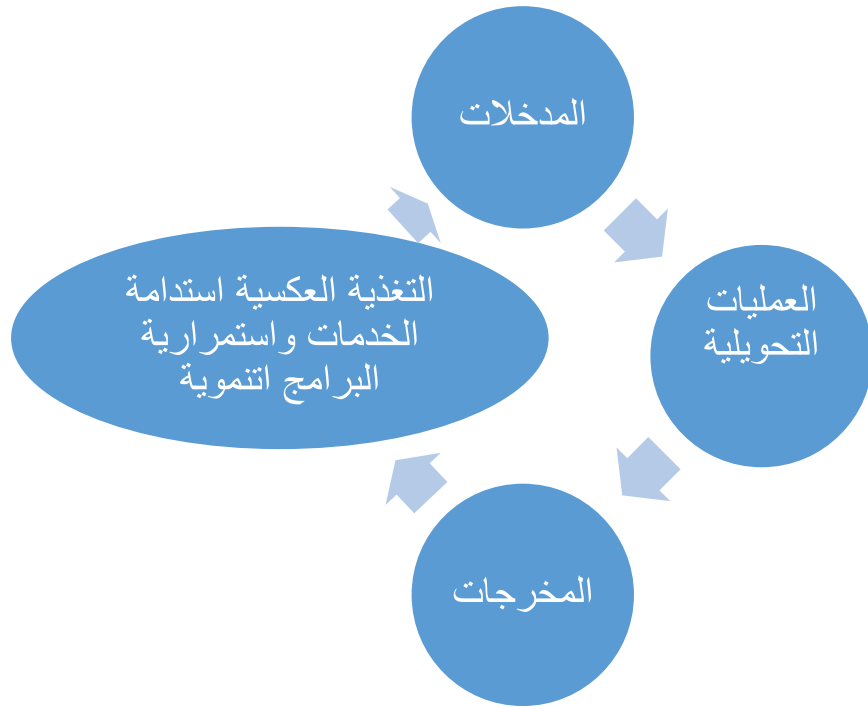 المدخلات
العمليات
التحويلية
المخرجات
التغذية العكسية استدامة
الخدمات واستمرارية
البرامج اتنموية